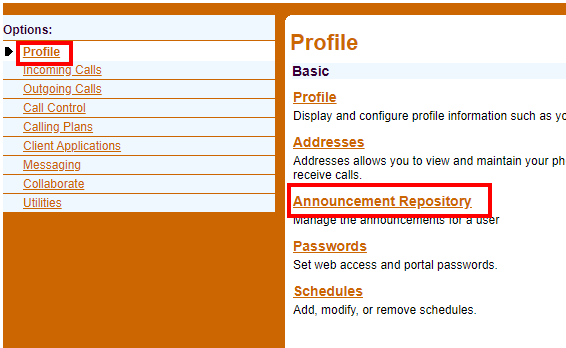 Options:
Profile
Incoming Calls
Outgoing Calls
Call Control
Calling Plans
Client Applications
Messaging
Collaborate
Utilities
Profile
Basic
Profile
Display and configure profile information such as yo
Addresses
Addresses allows you to view and maintain your ph
receive calls.
Announcement Repository
Manage the announcements for a user
Passwords
Set web access and portal passwords.
Schedules
Add, modify, or remove schedules.